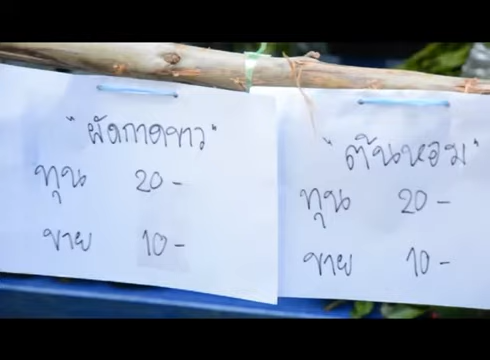 "ผัดกาดขาว"
ทุน 20-
ขาย 10-
"ต้นหอม"
ทุน 20-
ขาย 10-